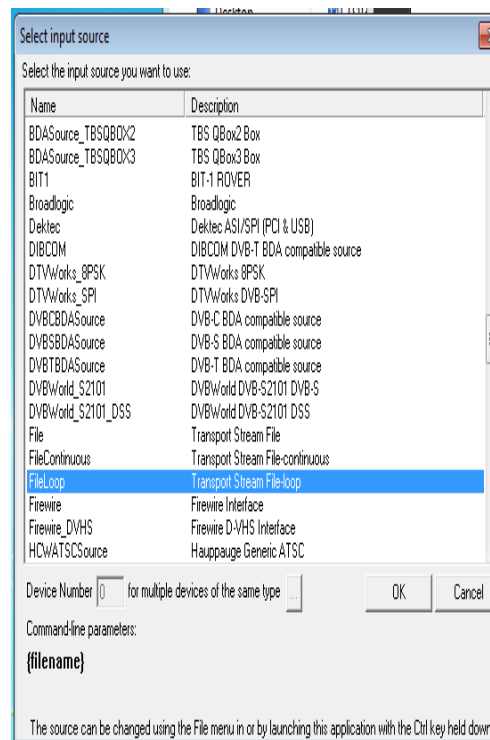 Desktop
Select input source
Select the input source you want to use:
Name Description
BDASource_TBSQBOX2 TBS QBox2 Box
BDASource_TBSQBOX3 TBS QBox3 Box
BIT1 BIT-1 ROVER
Broadlogic Broadlogic
Dektec Dektec ASI/SPI (PCI & USB)
DIBCOM DIBCOM DVB-T BDA compatible source
DTVWorks_8PSK DTVWorks 8PSK
DTVWorks_SPI DTVWorks DVB-SPI
DVBCBDASource DVB-C BDA compatible source
DVBSBDASource DVB-S BDA compatible source
DVBTBDASource DVB-T BDA compatible source
DVBWorld_S2101 DVBWorld DVB-S2101 DVB-S
DVBWorld_S2101_DSS DVBWorld DVB-S2101 DSS
File Transport Stream File
FileContinuous Transport Stream File-continuous
FileLoop Transport Stream File-loop
Firewire Firewire Interface
Firewire_DVHS Firewire D-VHS Interface
HCWATSCSource Hauppauge Generic ATSC
Device Number 0 for multiple devices of the same type ... OK Cancel
Command-line parameters:
{filename}
The source can be changed using the File menu in or by launching this application with the Ctrl key held down